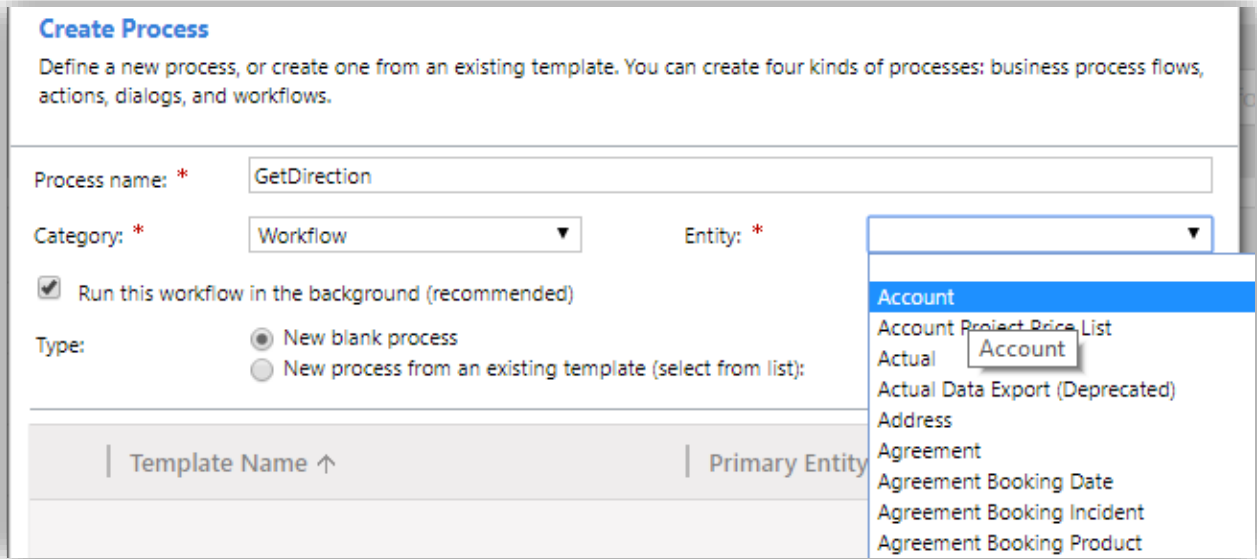 Create Process
Define a new process, or create one from an existing template. You can create four kinds of processes: business process flows,
actions, dialogs, and workflows.
Process name: *
GetDirection
Category: *
Workflow
Entity: *
Run this workflow in the background (recommended)
Type:
New blank process
New process from an existing template (select from list):
Template Name ↑
Primary Entity
Account
Account Project Price List
Account
Actual
Actual Data Export (Deprecated)
Address
Agreement
Agreement Booking Date
Agreement Booking Incident
Agreement Booking Product